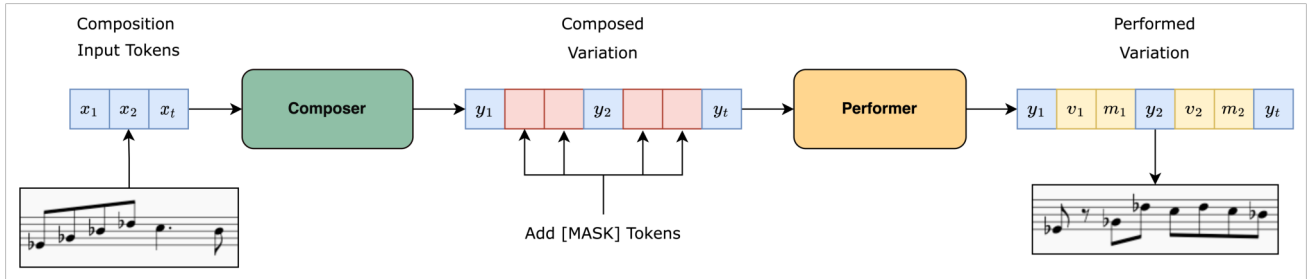 Composition
Input Tokens
Composed
Variation
Performed
Variation
x₁ x₂ xₜ
Composer
y₁ y₂ yₜ
Performer
y₁ v₁ m₁ y₂ v₂ m₂ yₜ
Add [MASK] Tokens